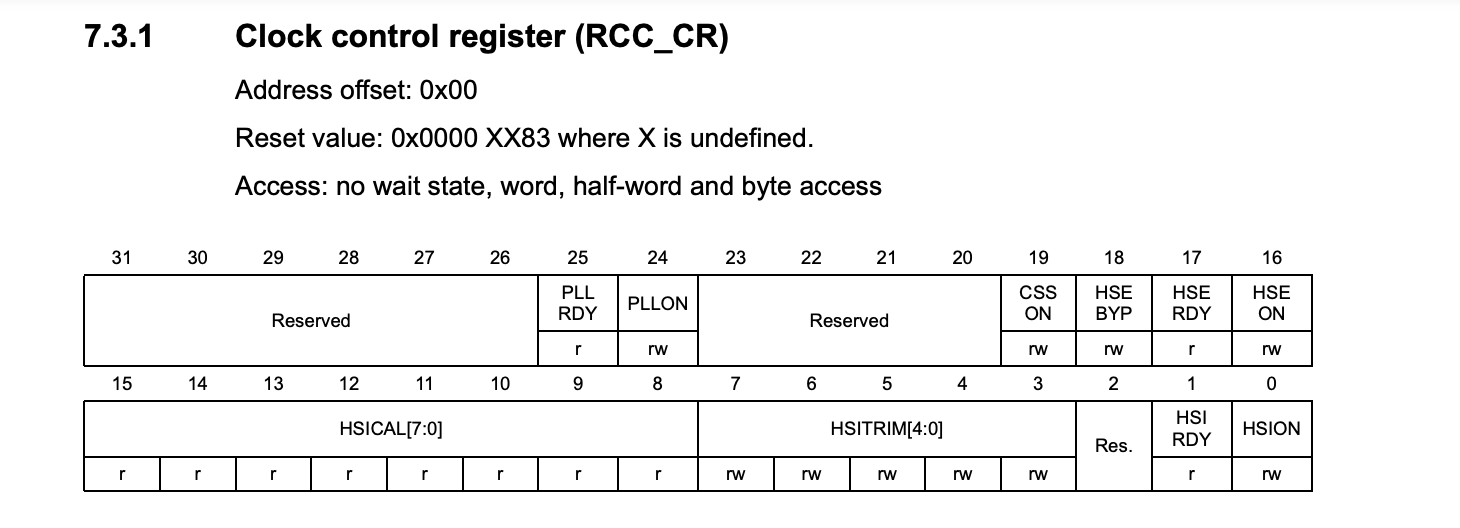 7.3.1 Clock control register (RCC_CR)
Address offset: 0x00
Reset value: 0x0000 XX83 where X is undefined.
Access: no wait state, word, half-word and byte access
31 30 29 28 27 26 25 24 23 22 21 20 19 18 17 16
Reserved PLL RDY PLLON Reserved CSS ON HSE BYP HSE RDY HSE ON
r rw rw rw r rw
15 14 13 12 11 10 9 8 7 6 5 4 3 2 1 0
HSICAL[7:0] HSITRIM[4:0] Res. HSI RDY HSION
r r r r r r r r rw rw rw rw rw r rw